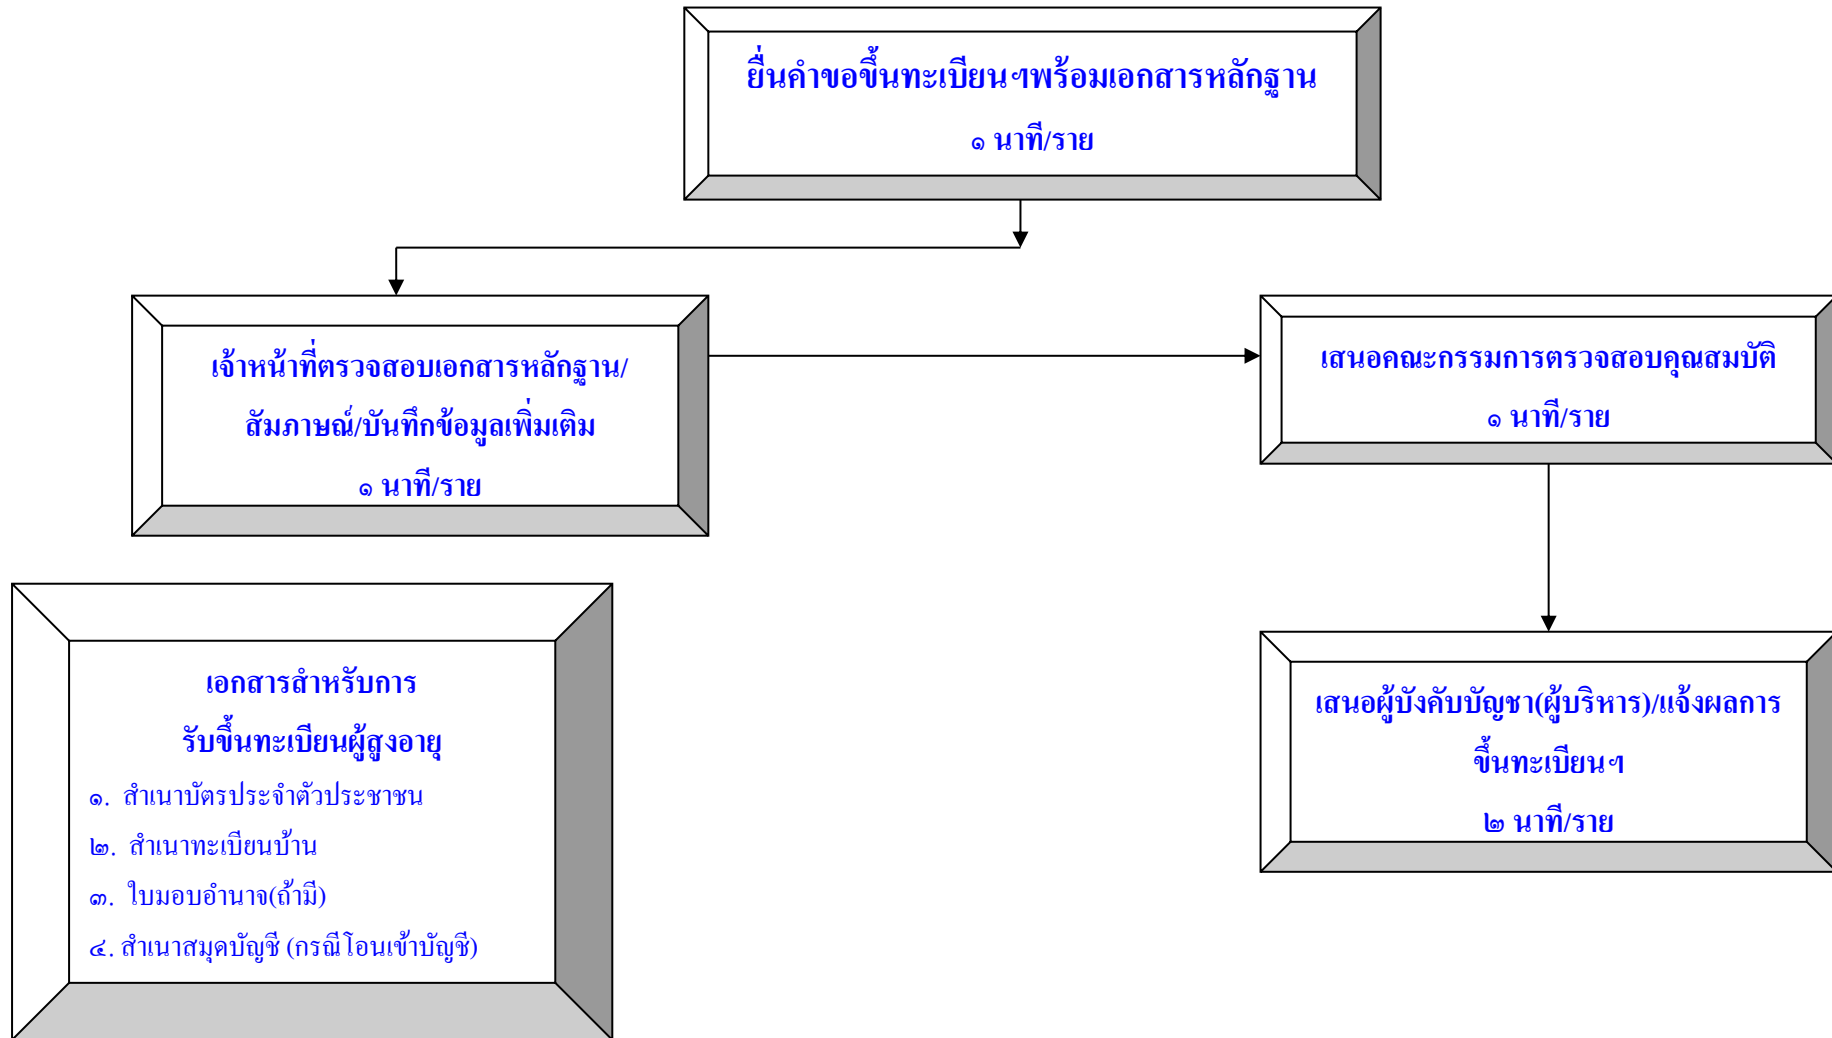 ยื่นคำขอขึ้นทะเบียนฯพร้อมเอกสารหลักฐาน
๑ นาที/ราย
เจ้าหน้าที่ตรวจสอบเอกสารหลักฐาน/
สัมภาษณ์/บันทึกข้อมูลเพิ่มเติม
๑ นาที/ราย
เสนอคณะกรรมการตรวจสอบคุณสมบัติ
๑ นาที/ราย
เอกสารสำหรับการ
รับขึ้นทะเบียนผู้สูงอายุ
๑. สำเนาบัตรประจำตัวประชาชน
๒. สำเนาทะเบียนบ้าน
๓. ใบมอบอำนาจ(ถ้ามี)
๔. สำเนาสมุดบัญชี (กรณีโอนเข้าบัญชี)
เสนอผู้บังคับบัญชา(ผู้บริหาร)/แจ้งผลการ
ขึ้นทะเบียนฯ
๒ นาที/ราย